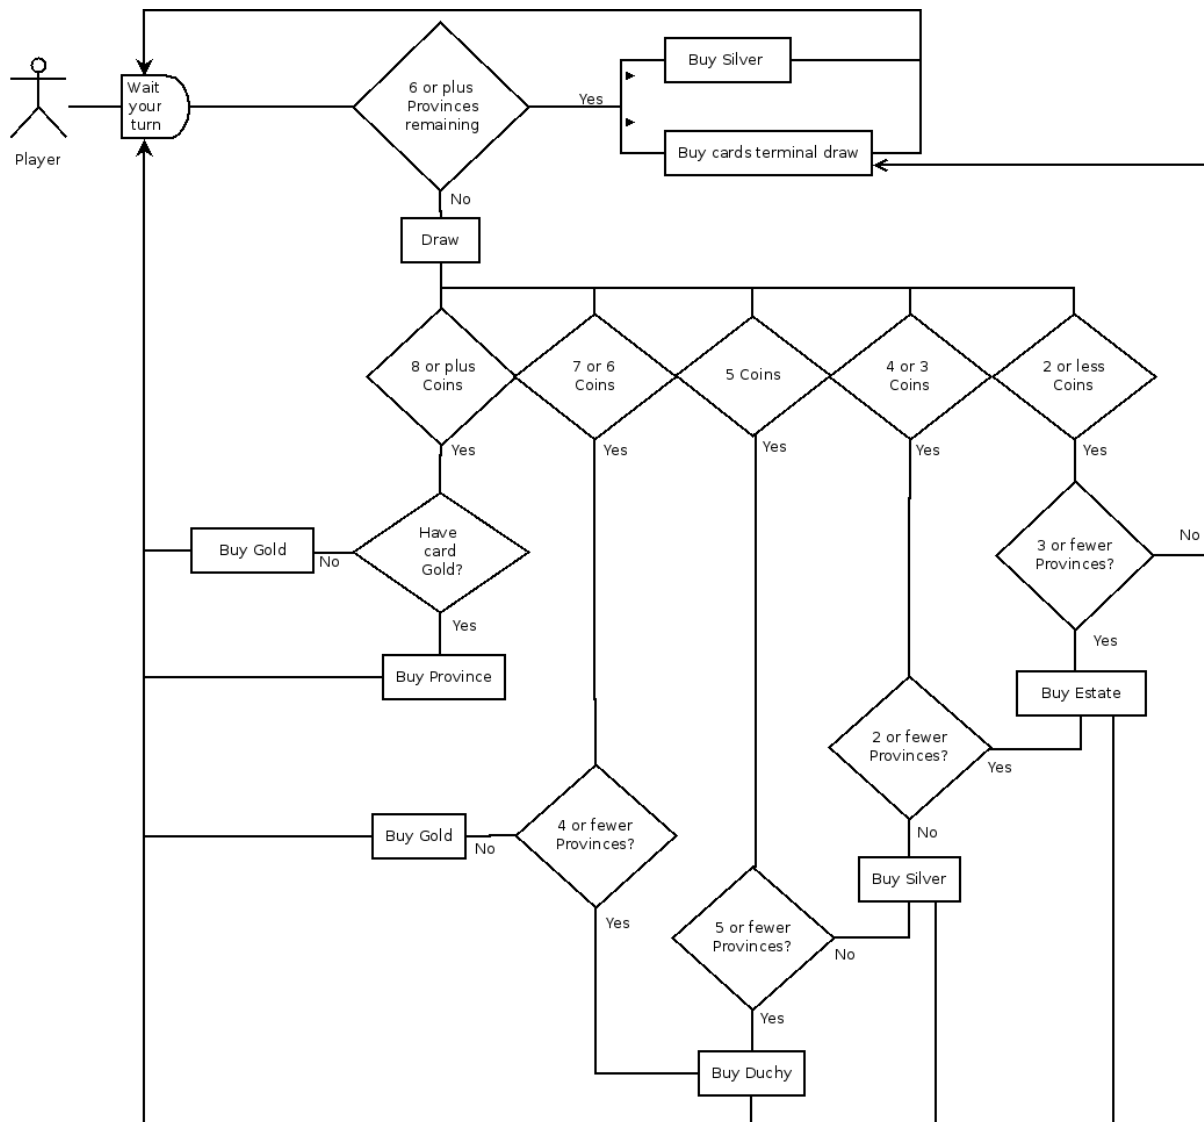 Buy Silver
Wait
your
turn
6 or plus
Provinces
remaining
Yes
Player
Buy cards terminal draw
No
Draw
8 or plus
Coins
7 or 6
Coins
5 Coins
4 or 3
Coins
2 or less
Coins
Yes
Yes
Yes
Yes
Yes
Buy Gold
No
Have
card
Gold?
3 or fewer
Provinces?
No
Yes
Yes
Buy Province
Buy Estate
2 or fewer
Provinces?
Yes
Buy Gold
No
4 or fewer
Provinces?
No
Buy Silver
Yes
5 or fewer
Provinces?
No
Yes
Buy Duchy